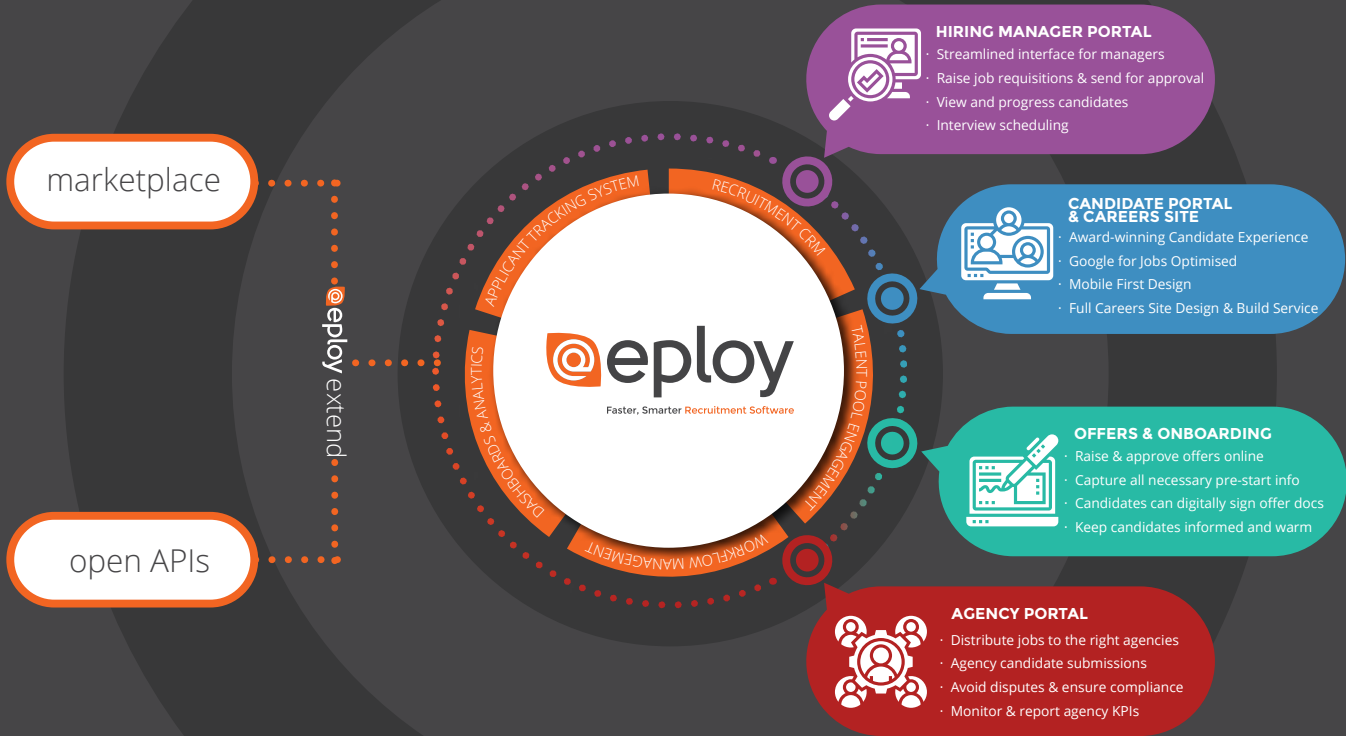 marketplace
eploy extend
open APIs
APPLICANT TRACKING SYSTEM
RECRUITMENT CRM
TALENT POOL ENGAGEMENT
WORKFLOW MANAGEMENT
DASHBOARDS & ANALYTICS
eploy
Faster, Smarter Recruitment Software
HIRING MANAGER PORTAL
· Streamlined interface for managers
· Raise job requisitions & send for approval
· View and progress candidates
· Interview scheduling
CANDIDATE PORTAL
& CAREERS SITE
· Award-winning Candidate Experience
· Google for Jobs Optimised
· Mobile First Design
· Full Careers Site Design & Build Service
OFFERS & ONBOARDING
· Raise & approve offers online
· Capture all necessary pre-start info
· Candidates can digitally sign offer docs
· Keep candidates informed and warm
AGENCY PORTAL
· Distribute jobs to the right agencies
· Agency candidate submissions
· Avoid disputes & ensure compliance
· Monitor & report agency KPIs